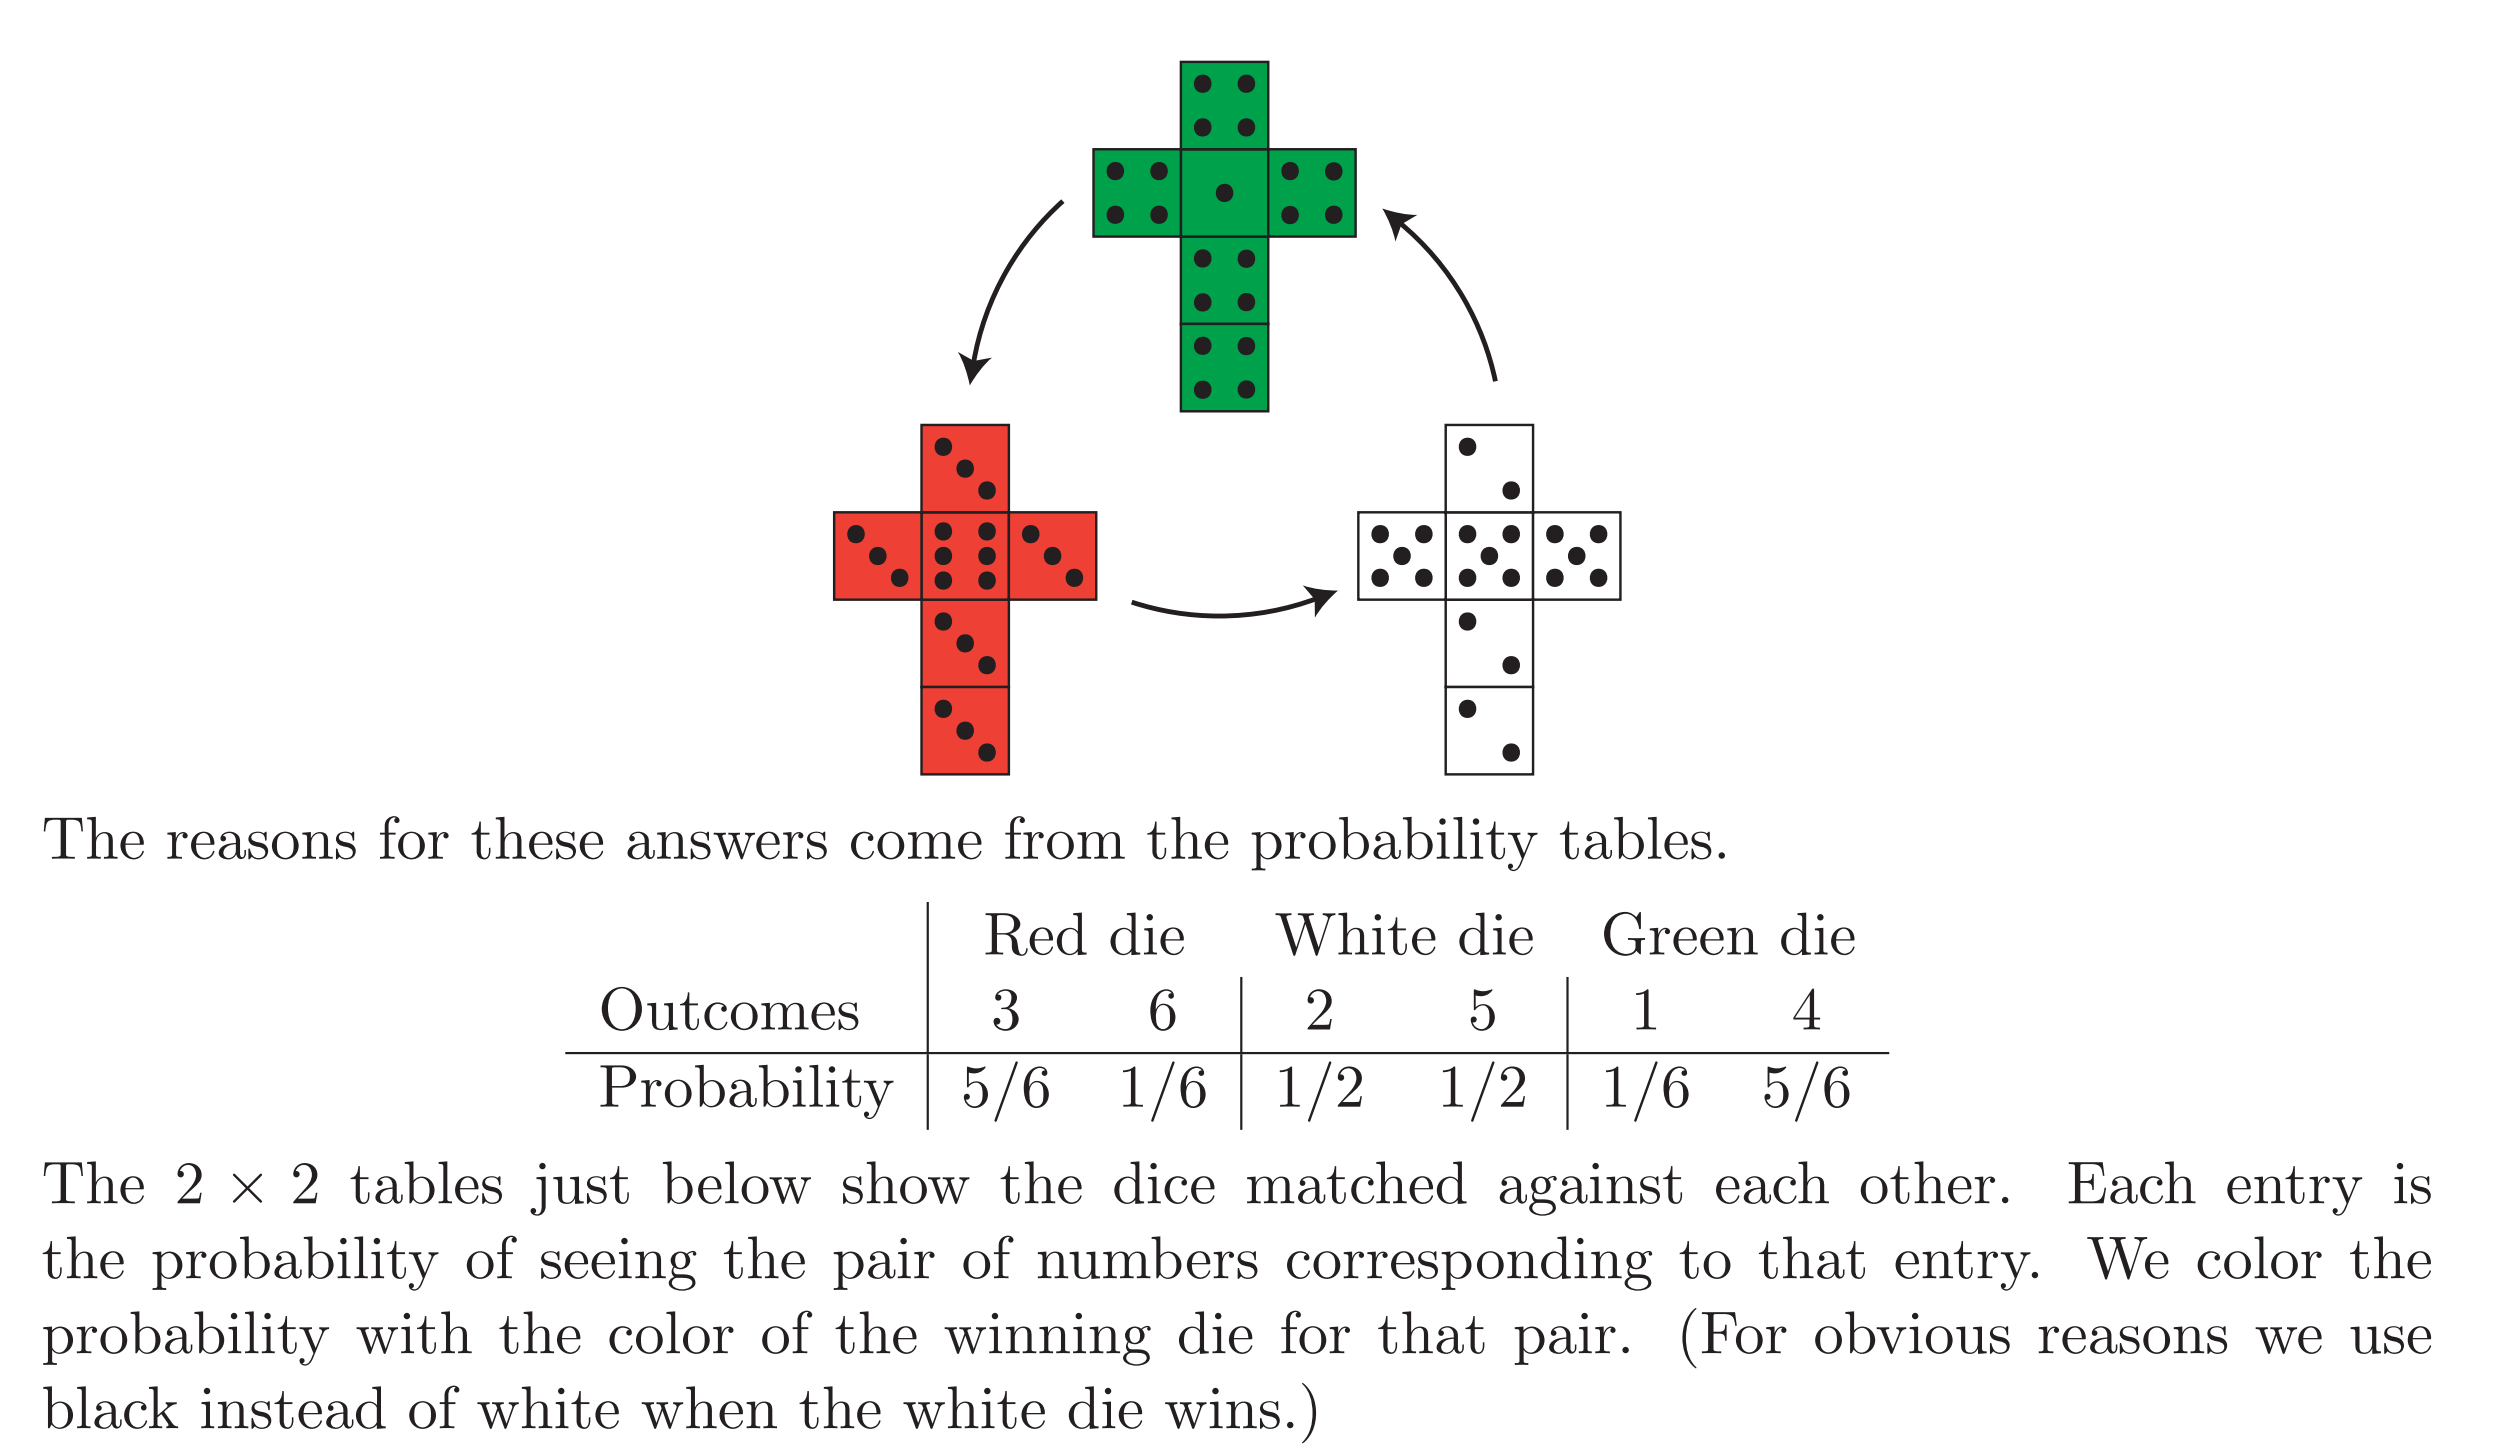 The reasons for these answers come from the probability tables.
Red die White die Green die
Outcomes 3 6 2 5 1 4
Probability 5/6 1/6 1/2 1/2 1/6 5/6
The 2 × 2 tables just below show the dice matched against each other. Each entry is
the probability of seeing the pair of numbers corresponding to that entry. We color the
probability with the color of the winning die for that pair. (For obvious reasons we use
black instead of white when the white die wins.)